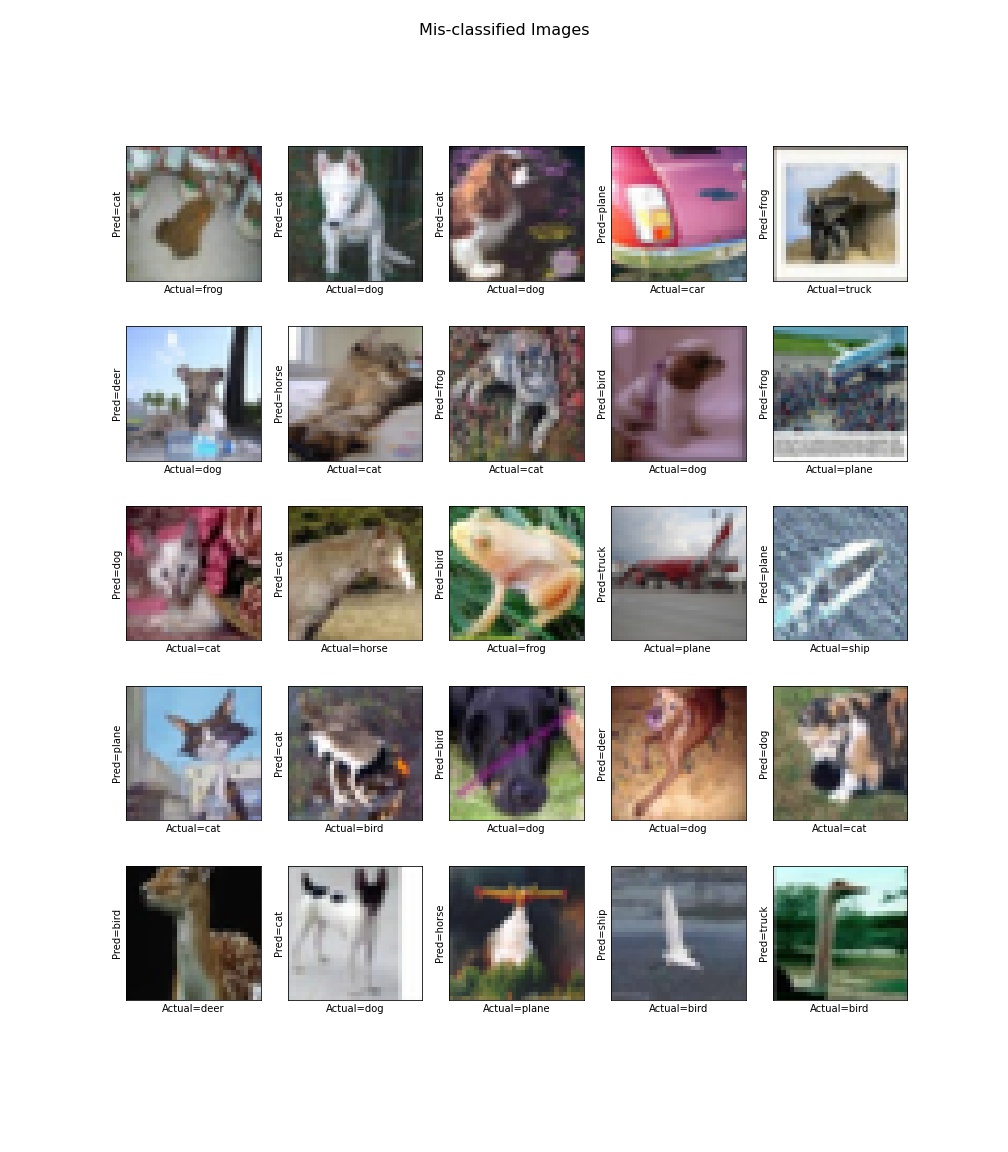 Mis-classified Images
Pred=cat
Actual=frog
Pred=cat
Actual=dog
Pred=cat
Actual=dog
Pred=plane
Actual=car
Pred=frog
Actual=truck
Pred=deer
Actual=dog
Pred=horse
Actual=cat
Pred=frog
Actual=cat
Pred=bird
Actual=dog
Pred=frog
Actual=plane
Pred=dog
Actual=cat
Pred=cat
Actual=horse
Pred=bird
Actual=frog
Pred=truck
Actual=plane
Pred=plane
Actual=ship
Pred=plane
Actual=cat
Pred=cat
Actual=bird
Pred=bird
Actual=dog
Pred=deer
Actual=dog
Pred=dog
Actual=cat
Pred=bird
Actual=deer
Pred=cat
Actual=dog
Pred=horse
Actual=plane
Pred=ship
Actual=bird
Pred=truck
Actual=bird